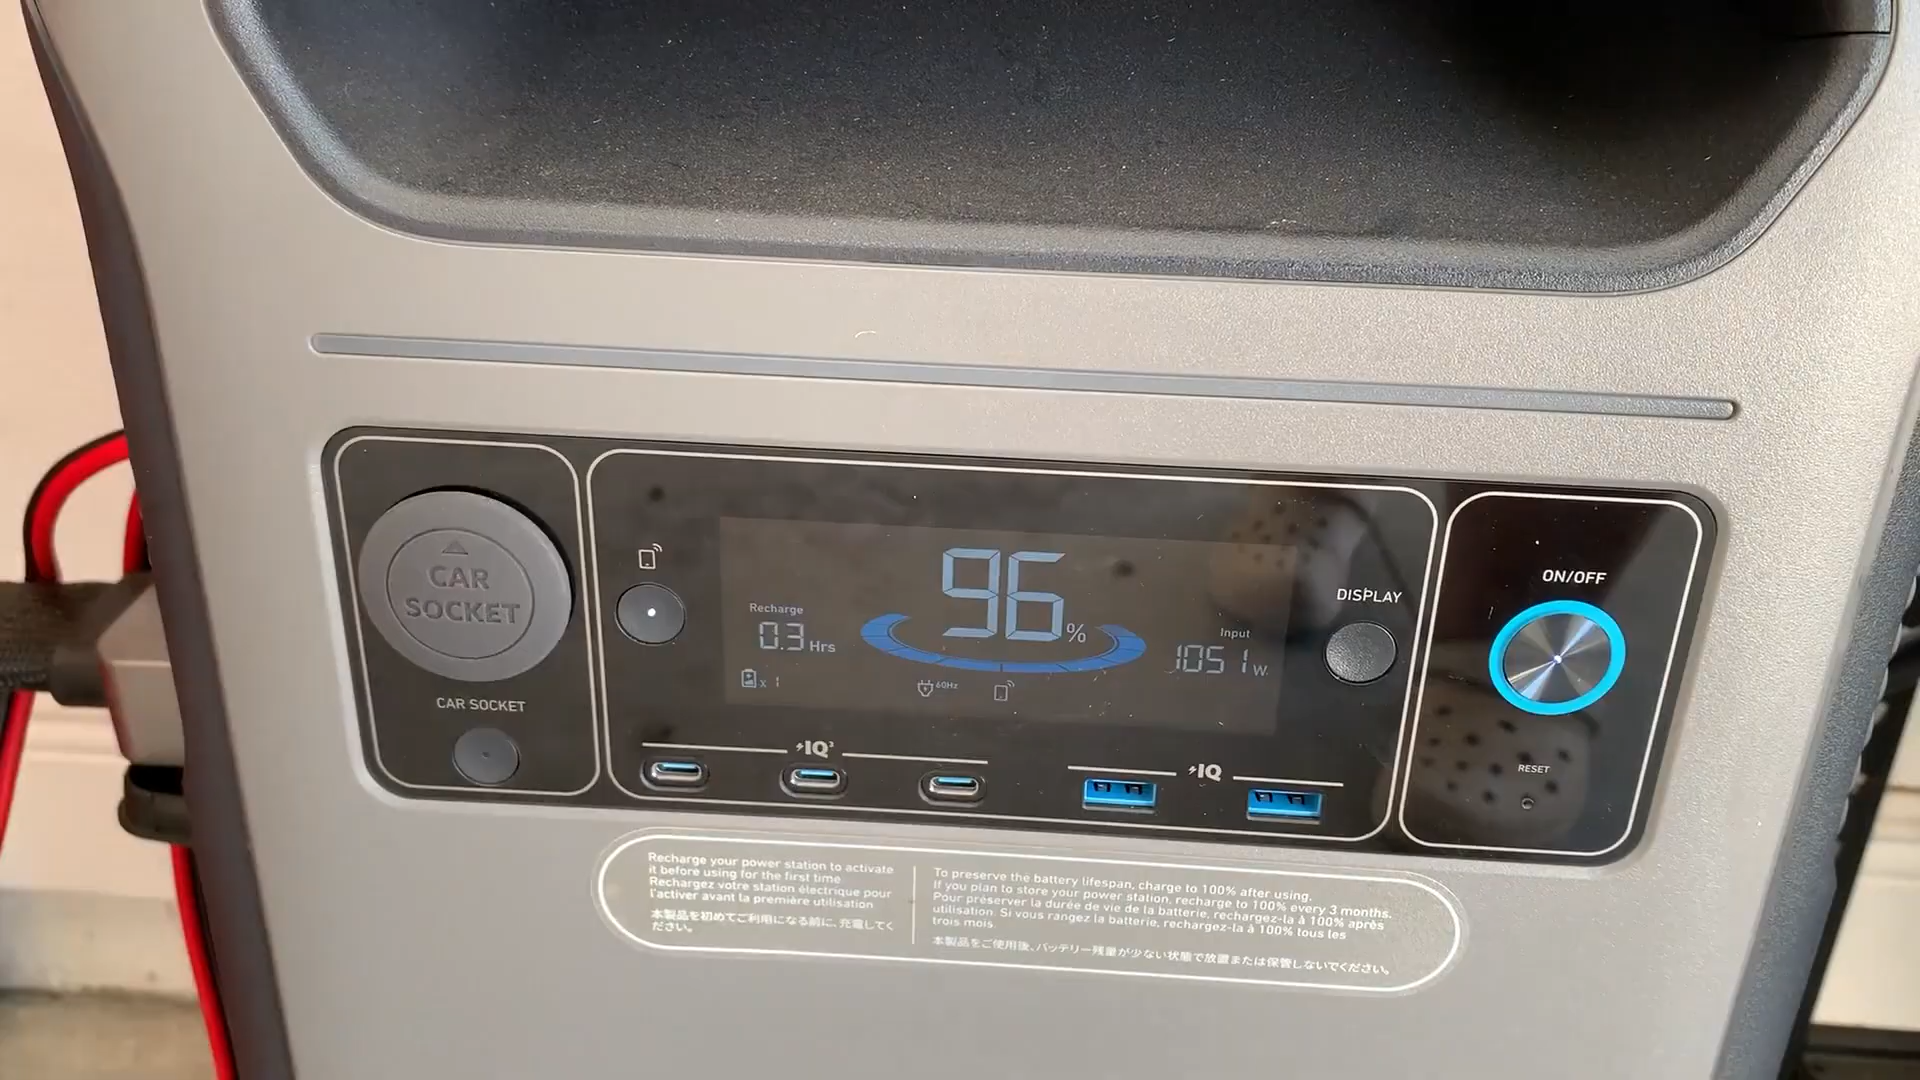 CAR
SOCKET
CAR SOCKET
96%
Recharge
0.3 Hrs
x 1
60Hz
Input
1051W
DISPLAY
ON/OFF
RESET
IQ³
IQ
Recharge your power station to activate
it before using for the first time
Rechargez votre station électrique pour
l'activer avant la première utilisation
本製品を初めてご利用になる前に、充電してく
ださい。
To preserve the battery lifespan, charge to 100% after using.
If you plan to store your power station, recharge to 100% every 3 months.
Pour préserver la durée de vie de la batterie, rechargez-la à 100% après
utilisation. Si vous rangez la batterie, rechargez-la à 100% tous les
trois mois.
本製品をご使用後、バッテリー残量が少ない状態で放置または保管しないでください。